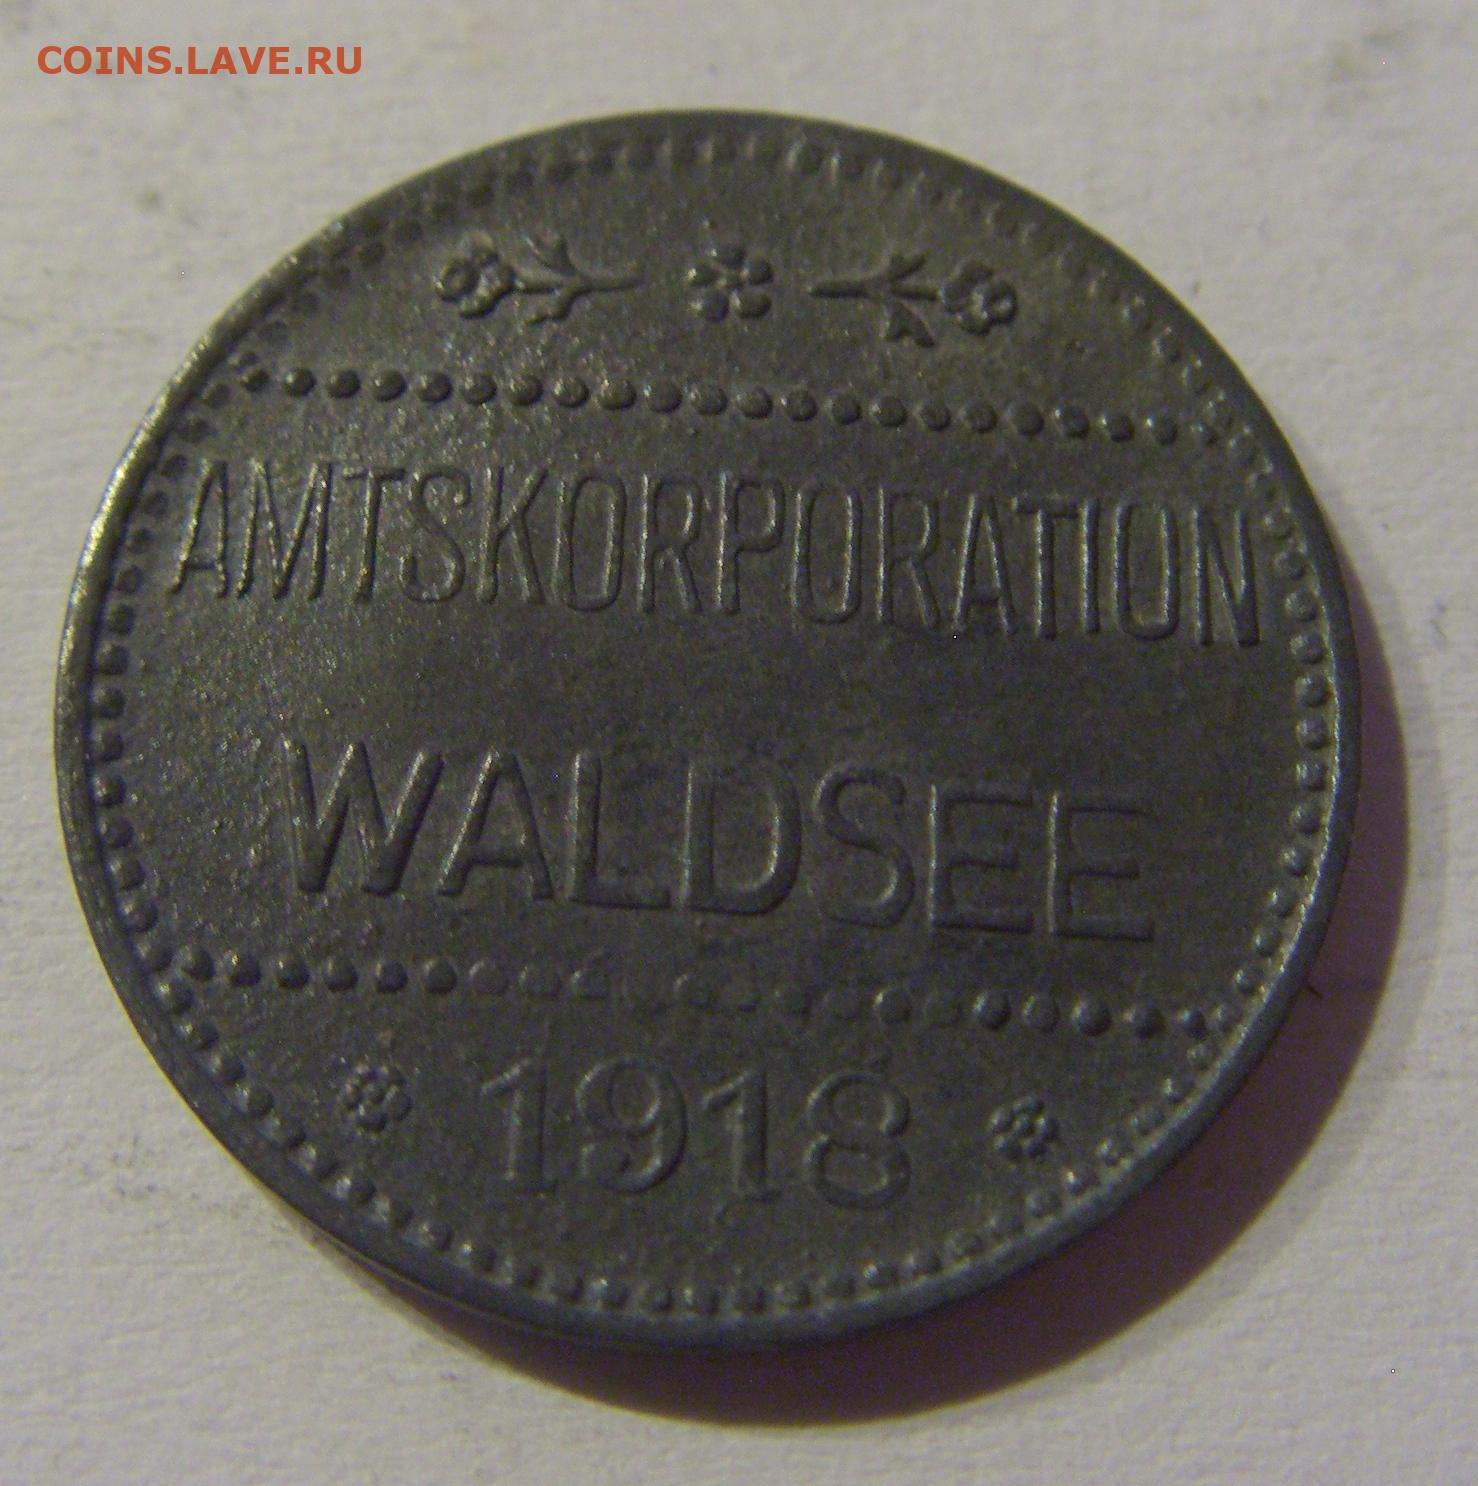 COINS.LAVE.RU
AMTSKORPORATION
WALDSEE
1918